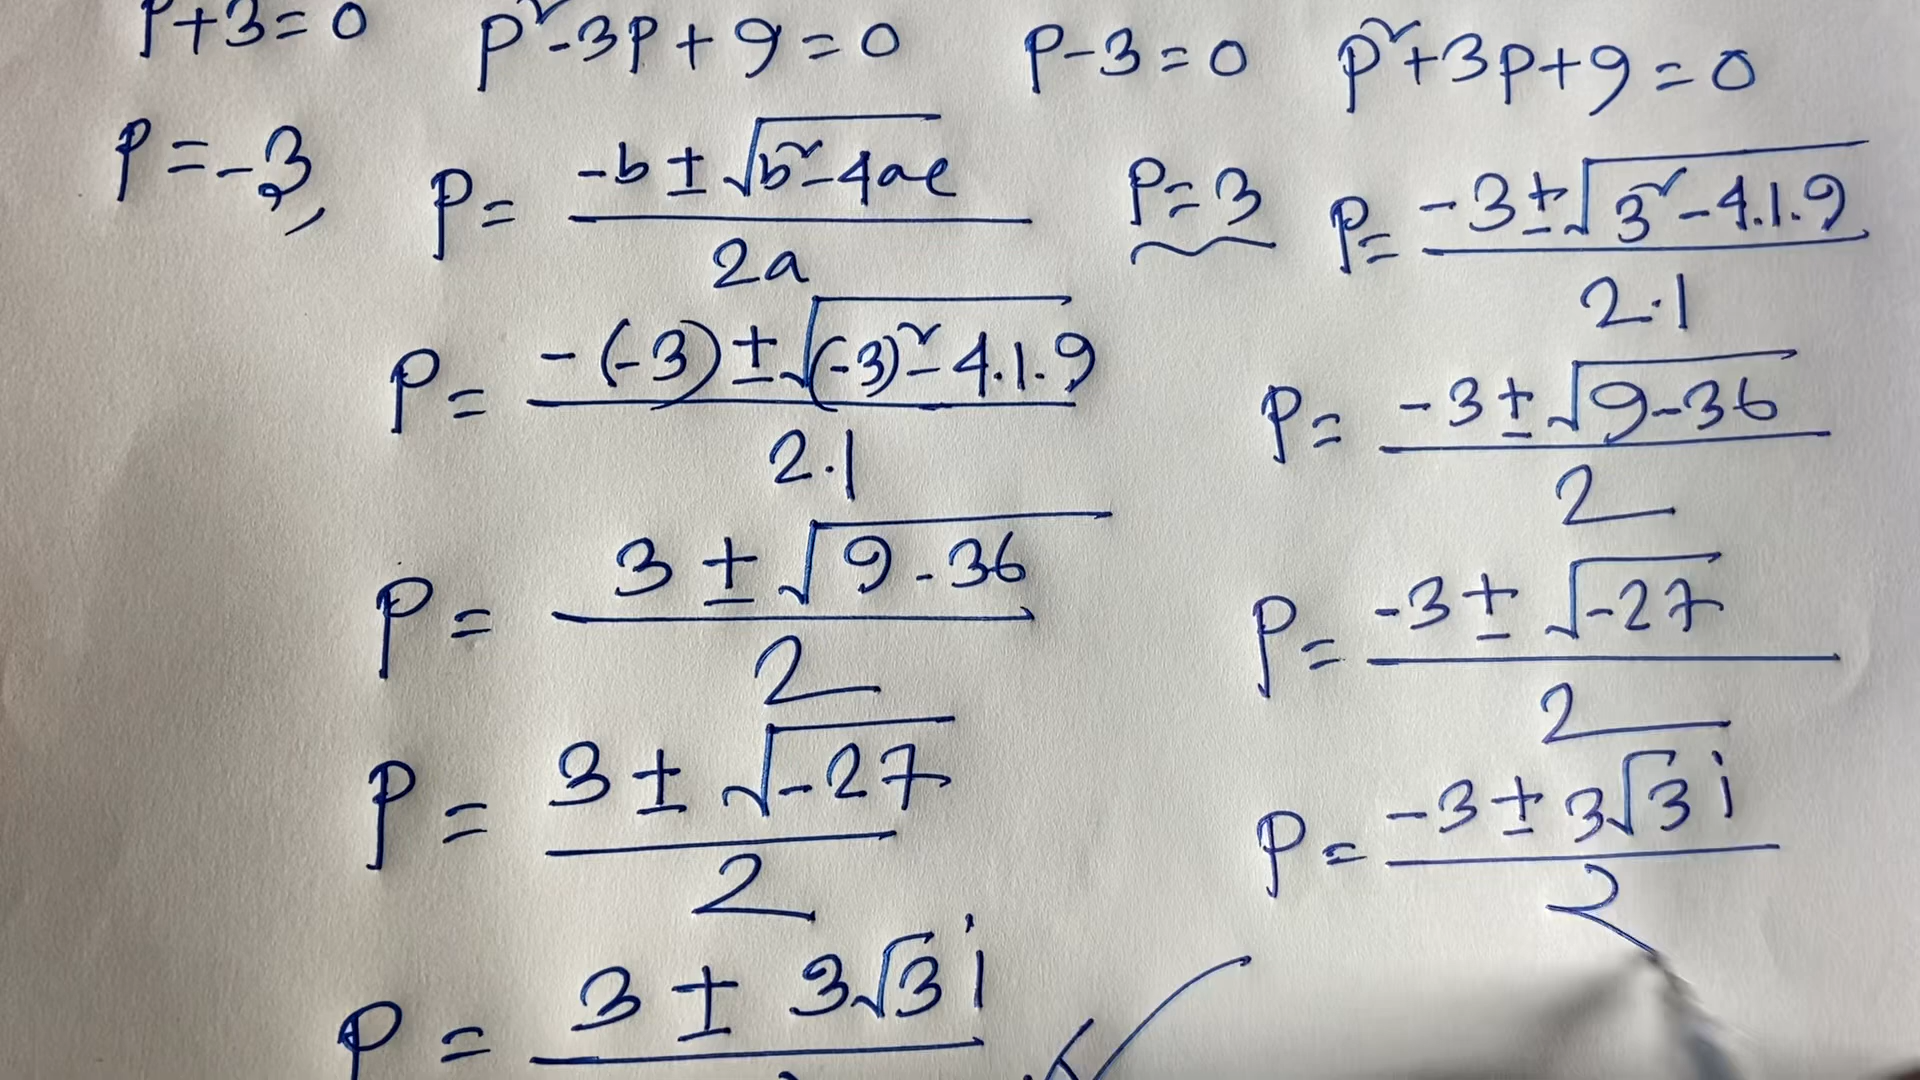 P+3=0 p²-3p+9=0 p-3=0 p²+3p+9=0
P=-3, P= (-b±√(b²-4ac))/(2a) P=3 P= (-3±√(3²-4.1.9))/(2·1)
P= (-(-3)±√((-3)²-4.1.9))/(2·1) P= (-3±√(9-36))/2
P= (3±√(9-36))/2 P= (-3±√-27)/2
P= (3±√-27)/2 P= (-3±3√3 i)/2
P= 3±3√3 i